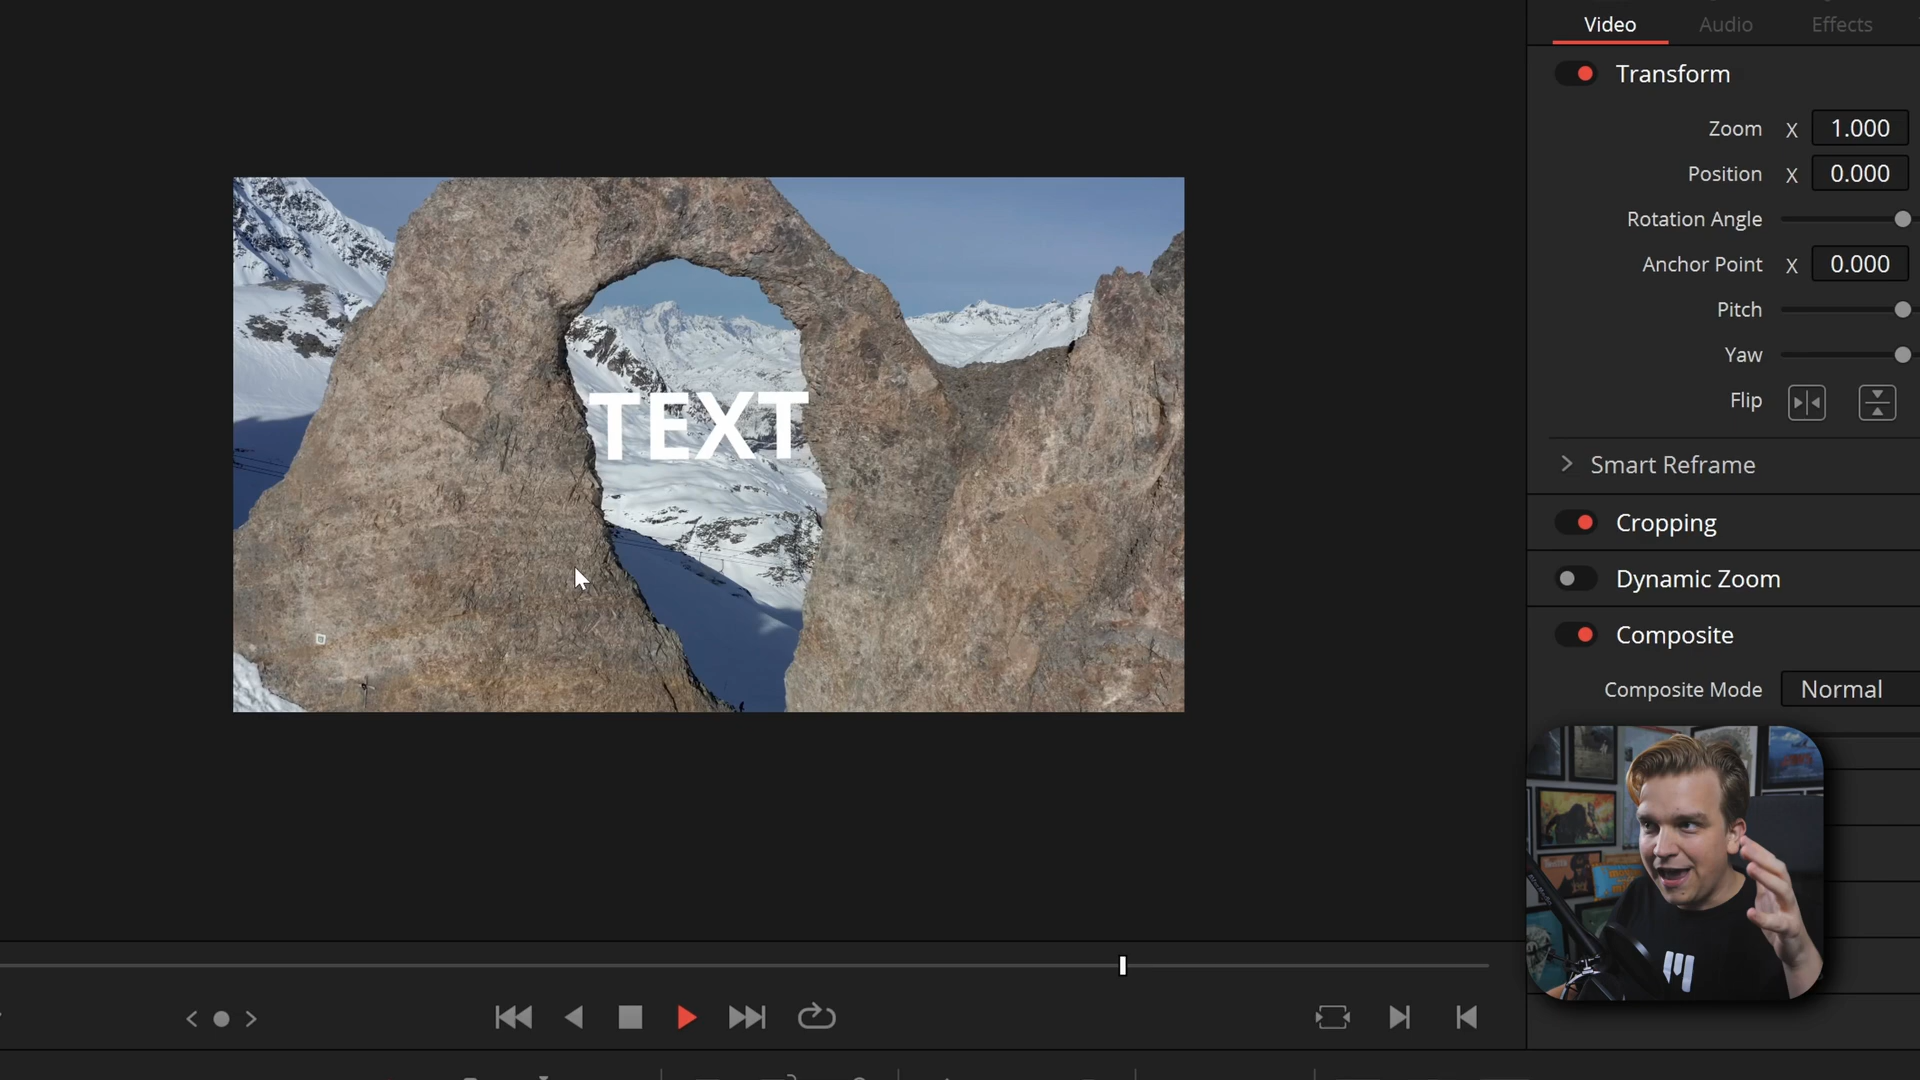 Video Audio Effects
Transform
Zoom X 1.000
Position X 0.000
Rotation Angle
Anchor Point X 0.000
Pitch
Yaw
Flip
Smart Reframe
Cropping
Dynamic Zoom
Composite
Composite Mode Normal
TEXT